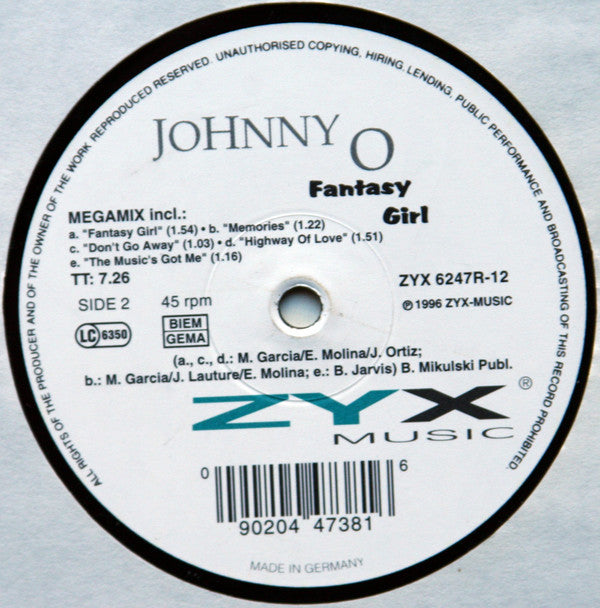 ALL RIGHTS OF THE PRODUCER AND OF THE OWNER OF THE WORK REPRODUCED RESERVED. UNAUTHORISED COPYING, HIRING, LENDING, PUBLIC PERFORMANCE AND BROADCASTING OF THIS RECORD PROHIBITED.
JOHNNY O
Fantasy
Girl
MEGAMIX incl.:
a. "Fantasy Girl" (1.54) • b. "Memories" (1.22)
c. "Don't Go Away" (1.03) • d. "Highway Of Love" (1.51)
e. "The Music's Got Me" (1.16)
TT: 7.26
ZYX 6247R-12
SIDE 2 45 rpm
℗ 1996 ZYX-MUSIC
LC 6350
BIEM
GEMA
(a., c., d.: M. Garcia/E. Molina/J. Ortiz;
b.: M. Garcia/J. Lauture/E. Molina; e.: B. Jarvis) B. Mikulski Publ.
ZYX ®
MUSIC
0 90204 47381 6
MADE IN GERMANY